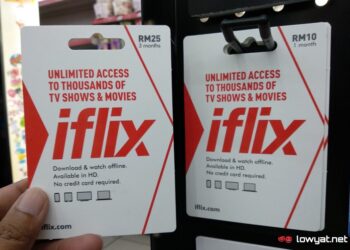 RM25
3 months
UNLIMITED ACCESS
TO THOUSANDS OF
TV SHOWS & MOVIES
iflix
Download & watch offline.
Available in HD.
No credit card required.
iflix.com
RM10
1 month
UNLIMITED ACCESS
TO THOUSANDS OF
TV SHOWS & MOVIES
iflix
Download & watch offline.
Available in HD.
No credit card required.
iflix.com
lowyat.net